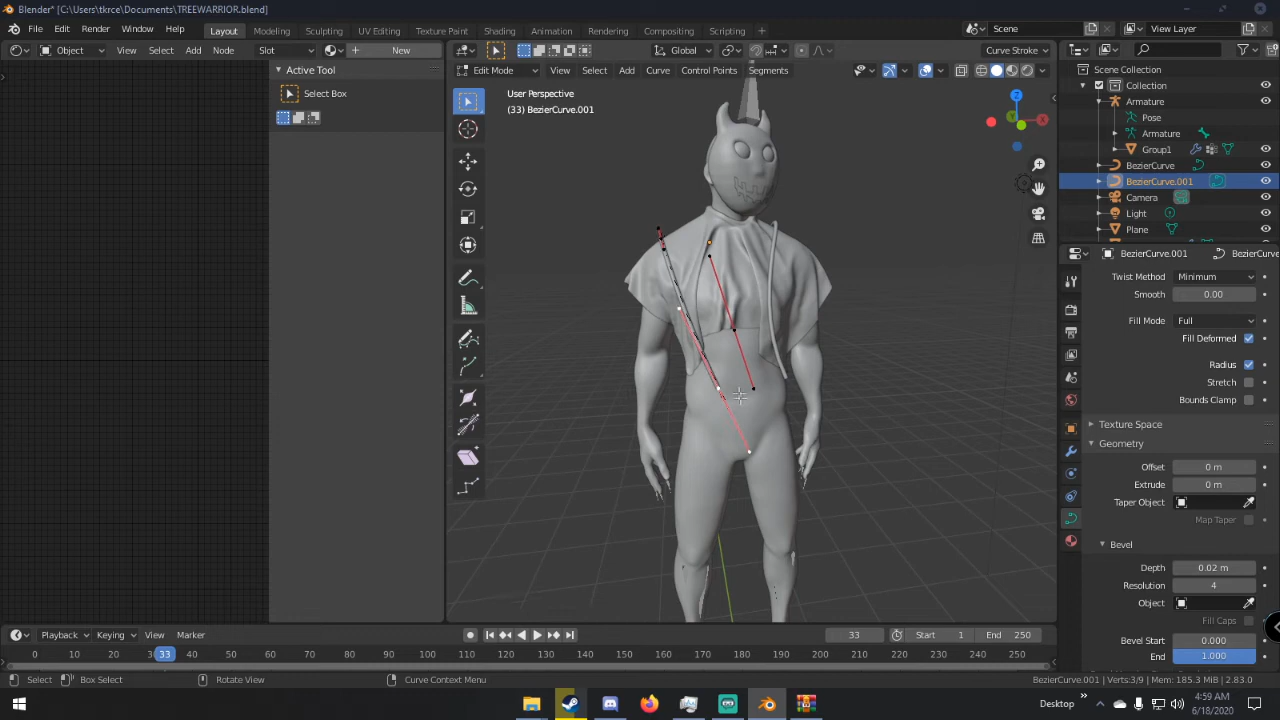 Blender* [C:\Users\tkrce\Documents\TREEWARRIOR.blend]
File Edit Render Window Help Layout Modeling Sculpting UV Editing Texture Paint Shading Animation Rendering Compositing Scripting + Scene View Layer
Object View Select Add Node Slot New Global Curve Stroke
Active Tool
Select Box
Edit Mode View Select Add Curve Control Points Segments
User Perspective
(33) BezierCurve.001
Z
X
Y
Scene Collection
Collection
Armature
Pose
Armature
Group1
BezierCurve
BezierCurve.001
Camera
Light
Plane
BezierCurve.001 BezierCurve
Twist Method Minimum
Smooth 0.00
Fill Mode Full
Fill Deformed
Radius
Stretch
Bounds Clamp
Texture Space
Geometry
Offset 0 m
Extrude 0 m
Taper Object
Map Taper
Bevel
Depth 0.02 m
Resolution 4
Object
Fill Caps
Bevel Start 0.000
End 1.000
Playback Keying View Marker 33 Start 1 End 250
0 10 20 30 33 40 50 60 70 80 90 100 110 120 130 140 150 160 170 180 190 200 210 220 230 240 250
Select Box Select Rotate View Curve Context Menu BezierCurve.001 | Verts:3/9 | Mem: 185.3 MiB | 2.83.0
Desktop 4:59 AM
6/18/2020